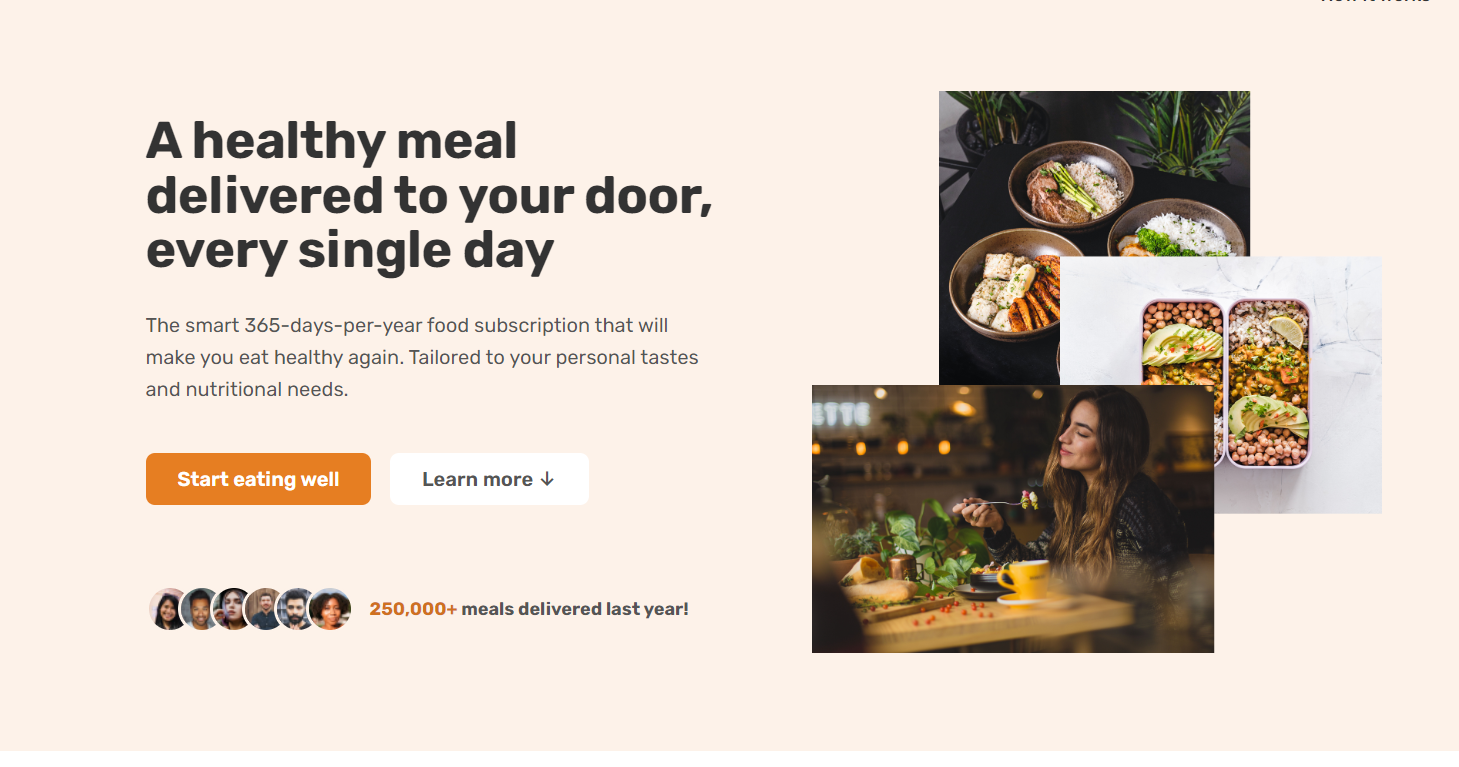 A healthy meal
delivered to your door,
every single day
The smart 365-days-per-year food subscription that will
make you eat healthy again. Tailored to your personal tastes
and nutritional needs.
Start eating well
Learn more ↓
250,000+ meals delivered last year!